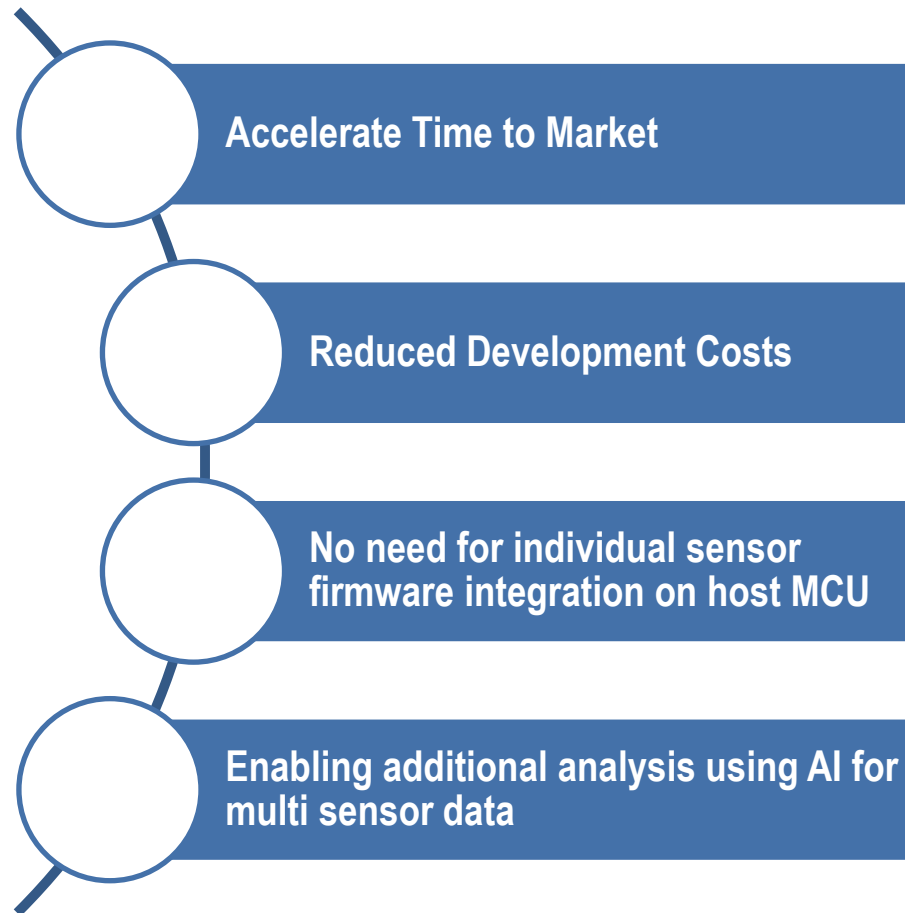 Accelerate Time to Market
Reduced Development Costs
No need for individual sensor
firmware integration on host MCU
Enabling additional analysis using AI for
multi sensor data